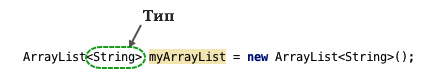 Тип
ArrayList<String> myArrayList = new ArrayList<String>();